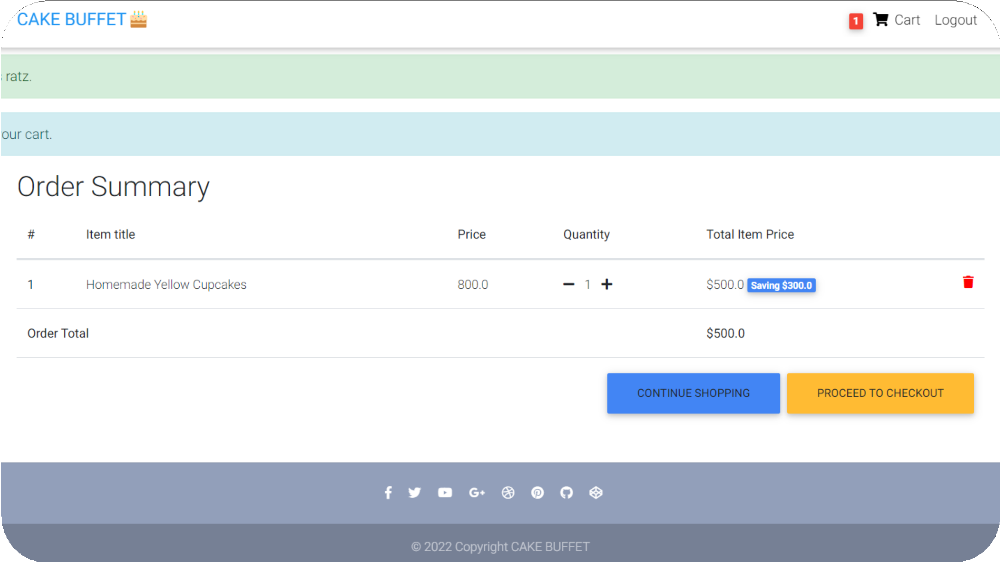 CAKE BUFFET
1 Cart Logout
ratz.
our cart.
Order Summary
# Item title Price Quantity Total Item Price
1 Homemade Yellow Cupcakes 800.0 1 $500.0 Saving $300.0
Order Total $500.0
CONTINUE SHOPPING PROCEED TO CHECKOUT
© 2022 Copyright CAKE BUFFET